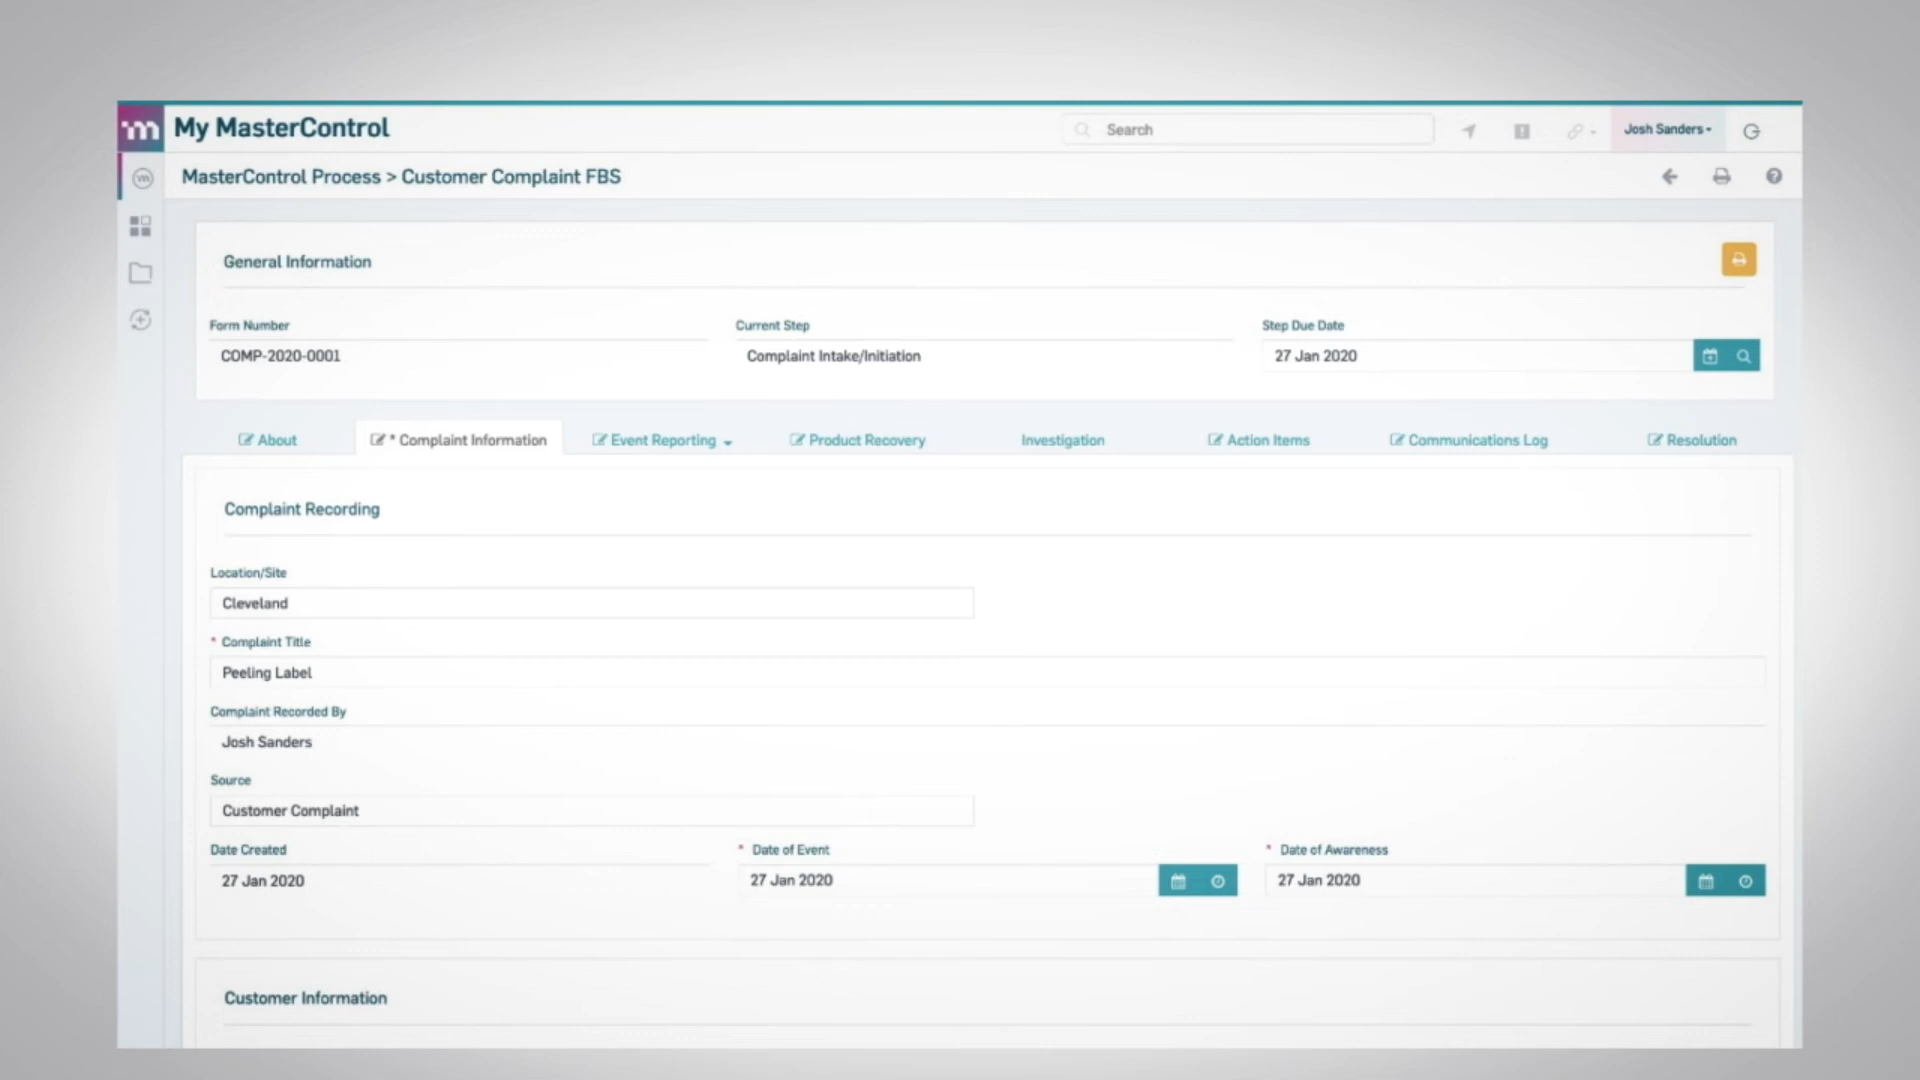 m My MasterControl
Search
Josh Sanders
MasterControl Process > Customer Complaint FBS
General Information
Form Number
Current Step
Step Due Date
COMP-2020-0001
Complaint Intake/Initiation
27 Jan 2020
About
* Complaint Information
Event Reporting
Product Recovery
Investigation
Action Items
Communications Log
Resolution
Complaint Recording
Location/Site
Cleveland
* Complaint Title
Peeling Label
Complaint Recorded By
Josh Sanders
Source
Customer Complaint
Date Created
* Date of Event
* Date of Awareness
27 Jan 2020
27 Jan 2020
27 Jan 2020
Customer Information